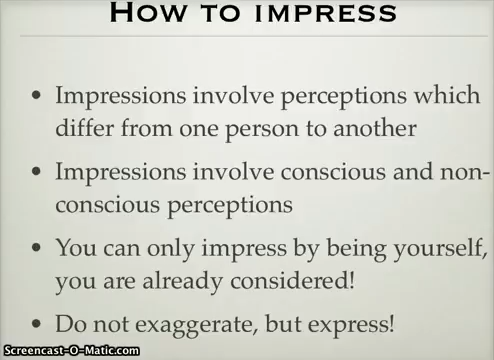 How to impress
• Impressions involve perceptions which
differ from one person to another
• Impressions involve conscious and non-
conscious perceptions
• You can only impress by being yourself,
you are already considered!
• Do not exaggerate, but express!
Screencast-O-Matic.com